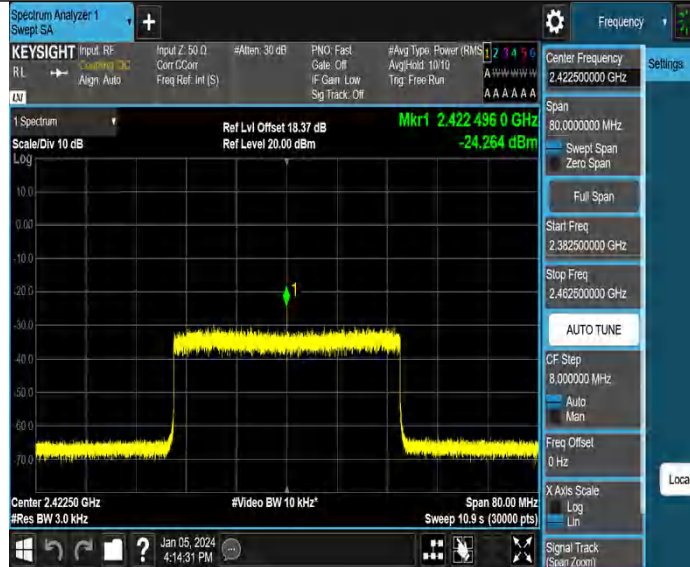 Spectrum Analyzer 1
Swept SA
+
Frequency
KEYSIGHT
RL
Input: RF
Coupling: DC
Align: Auto
Input Z: 50 Ω
Corr CCorr
Freq Ref: Int (S)
#Atten: 30 dB
PNO: Fast
Gate: Off
IF Gain: Low
Sig Track: Off
#Avg Type: Power (RMS
Avg|Hold: 10/10
Trig: Free Run
1 2 3 4 5 6
A W W W W W
A A A A A A
LXI
1 Spectrum
Scale/Div 10 dB
Log
Ref Lvl Offset 18.37 dB
Ref Level 20.00 dBm
Mkr1 2.422 496 0 GHz
-24.264 dBm
10.0
0.00
-10.0
-20.0
-30.0
-40.0
-50.0
-60.0
-70.0
1
Center 2.42250 GHz
#Res BW 3.0 kHz
#Video BW 10 kHz*
Span 80.00 MHz
Sweep 10.9 s (30000 pts)
Jan 05, 2024
4:14:31 PM
?
Center Frequency
2.422500000 GHz
Settings
Span
80.0000000 MHz
Swept Span
Zero Span
Full Span
Start Freq
2.382500000 GHz
Stop Freq
2.462500000 GHz
AUTO TUNE
CF Step
8.000000 MHz
Auto
Man
Freq Offset
0 Hz
X Axis Scale
Log
Lin
Signal Track
(Span Zoom)
Loca